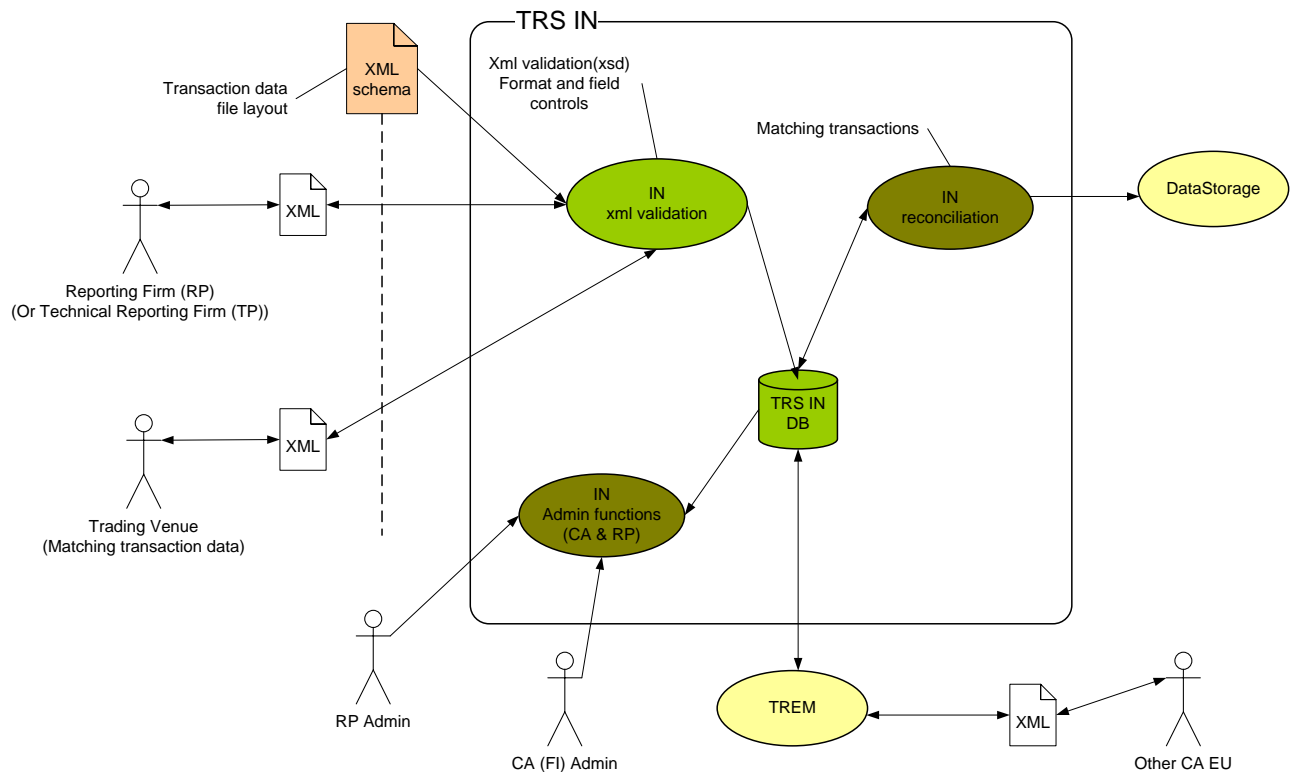 TRS IN
XML
schema
Transaction data
file layout
Xml validation(xsd)
Format and field
controls
Matching transactions
IN
xml validation
IN
reconciliation
DataStorage
XML
Reporting Firm (RP)
(Or Technical Reporting Firm (TP))
TRS IN
DB
XML
Trading Venue
(Matching transaction data)
IN
Admin functions
(CA & RP)
RP Admin
CA (FI) Admin
TREM
XML
Other CA EU